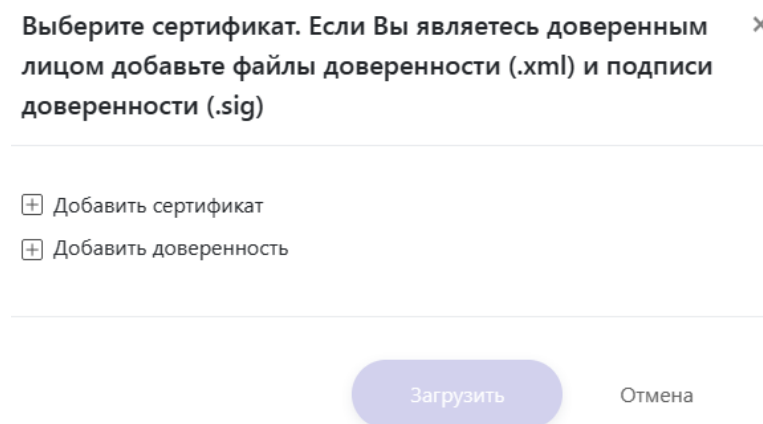 Выберите сертификат. Если Вы являетесь доверенным
лицом добавьте файлы доверенности (.xml) и подписи
доверенности (.sig)
Добавить сертификат
Добавить доверенность
Загрузить
Отмена